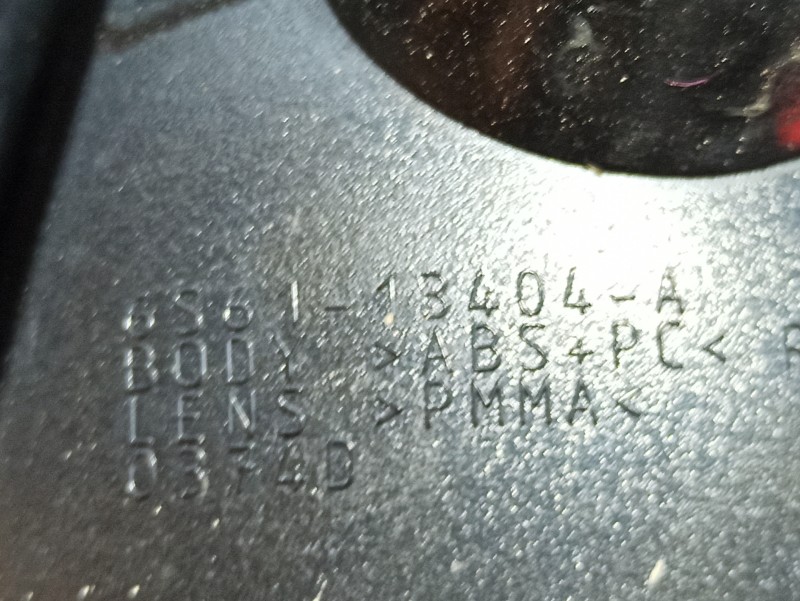 6S61-13404-A
BODY >ABS+PC<
LENS >PMMA<
0374D